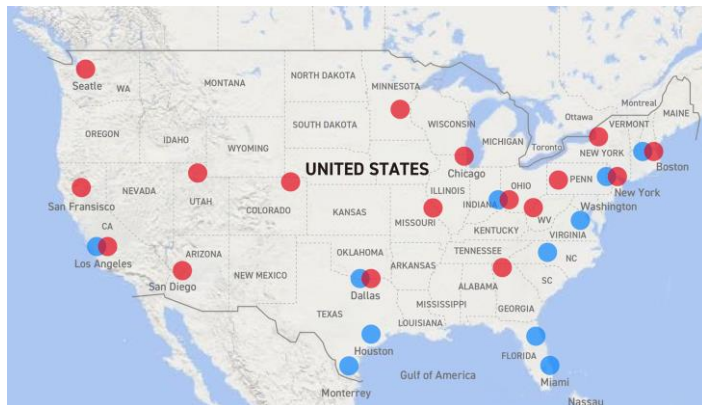 Seatle
WA
MONTANA
NORTH DAKOTA
MINNESOTA
Ottawa
Montreal
MAINE
VERMONT
OREGON
IDAHO
SOUTH DAKOTA
WISCONSIN
MICHIGAN
Toronto
NEW YORK
Boston
WYOMING
UNITED STATES
Chicago
San Fransisco
NEVADA
UTAH
COLORADO
KANSAS
ILLINOIS
MISSOURI
INDIANA
OHIO
PENN
New York
Washington
WV
VIRGINIA
KENTUCKY
CA
Los Angeles
ARIZONA
San Diego
NEW MEXICO
OKLAHOMA
ARKANSAS
TENNESSEE
NC
SC
Dallas
ALABAMA
MISSISSIPPI
GEORGIA
TEXAS
LOUISIANA
Houston
FLORIDA
Miami
Monterrey
Gulf of America
Nassau